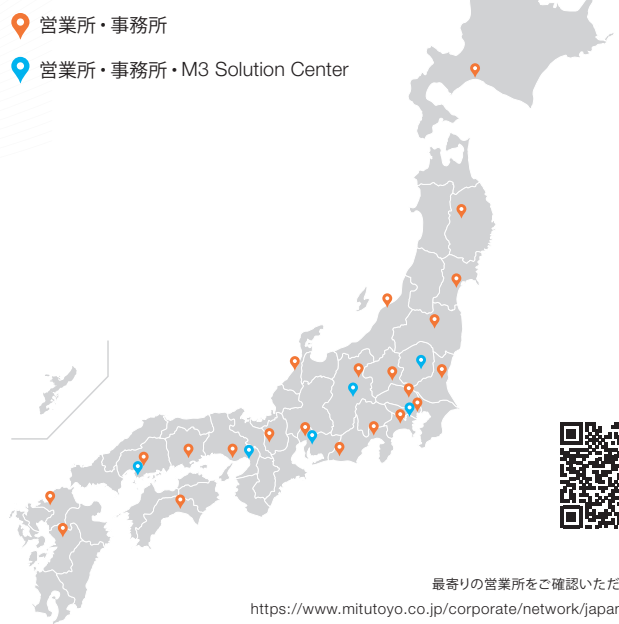 営業所・事務所
営業所・事務所・M3 Solution Center
最寄りの営業所をご確認いただ
https://www.mitutoyo.co.jp/corporate/network/japan